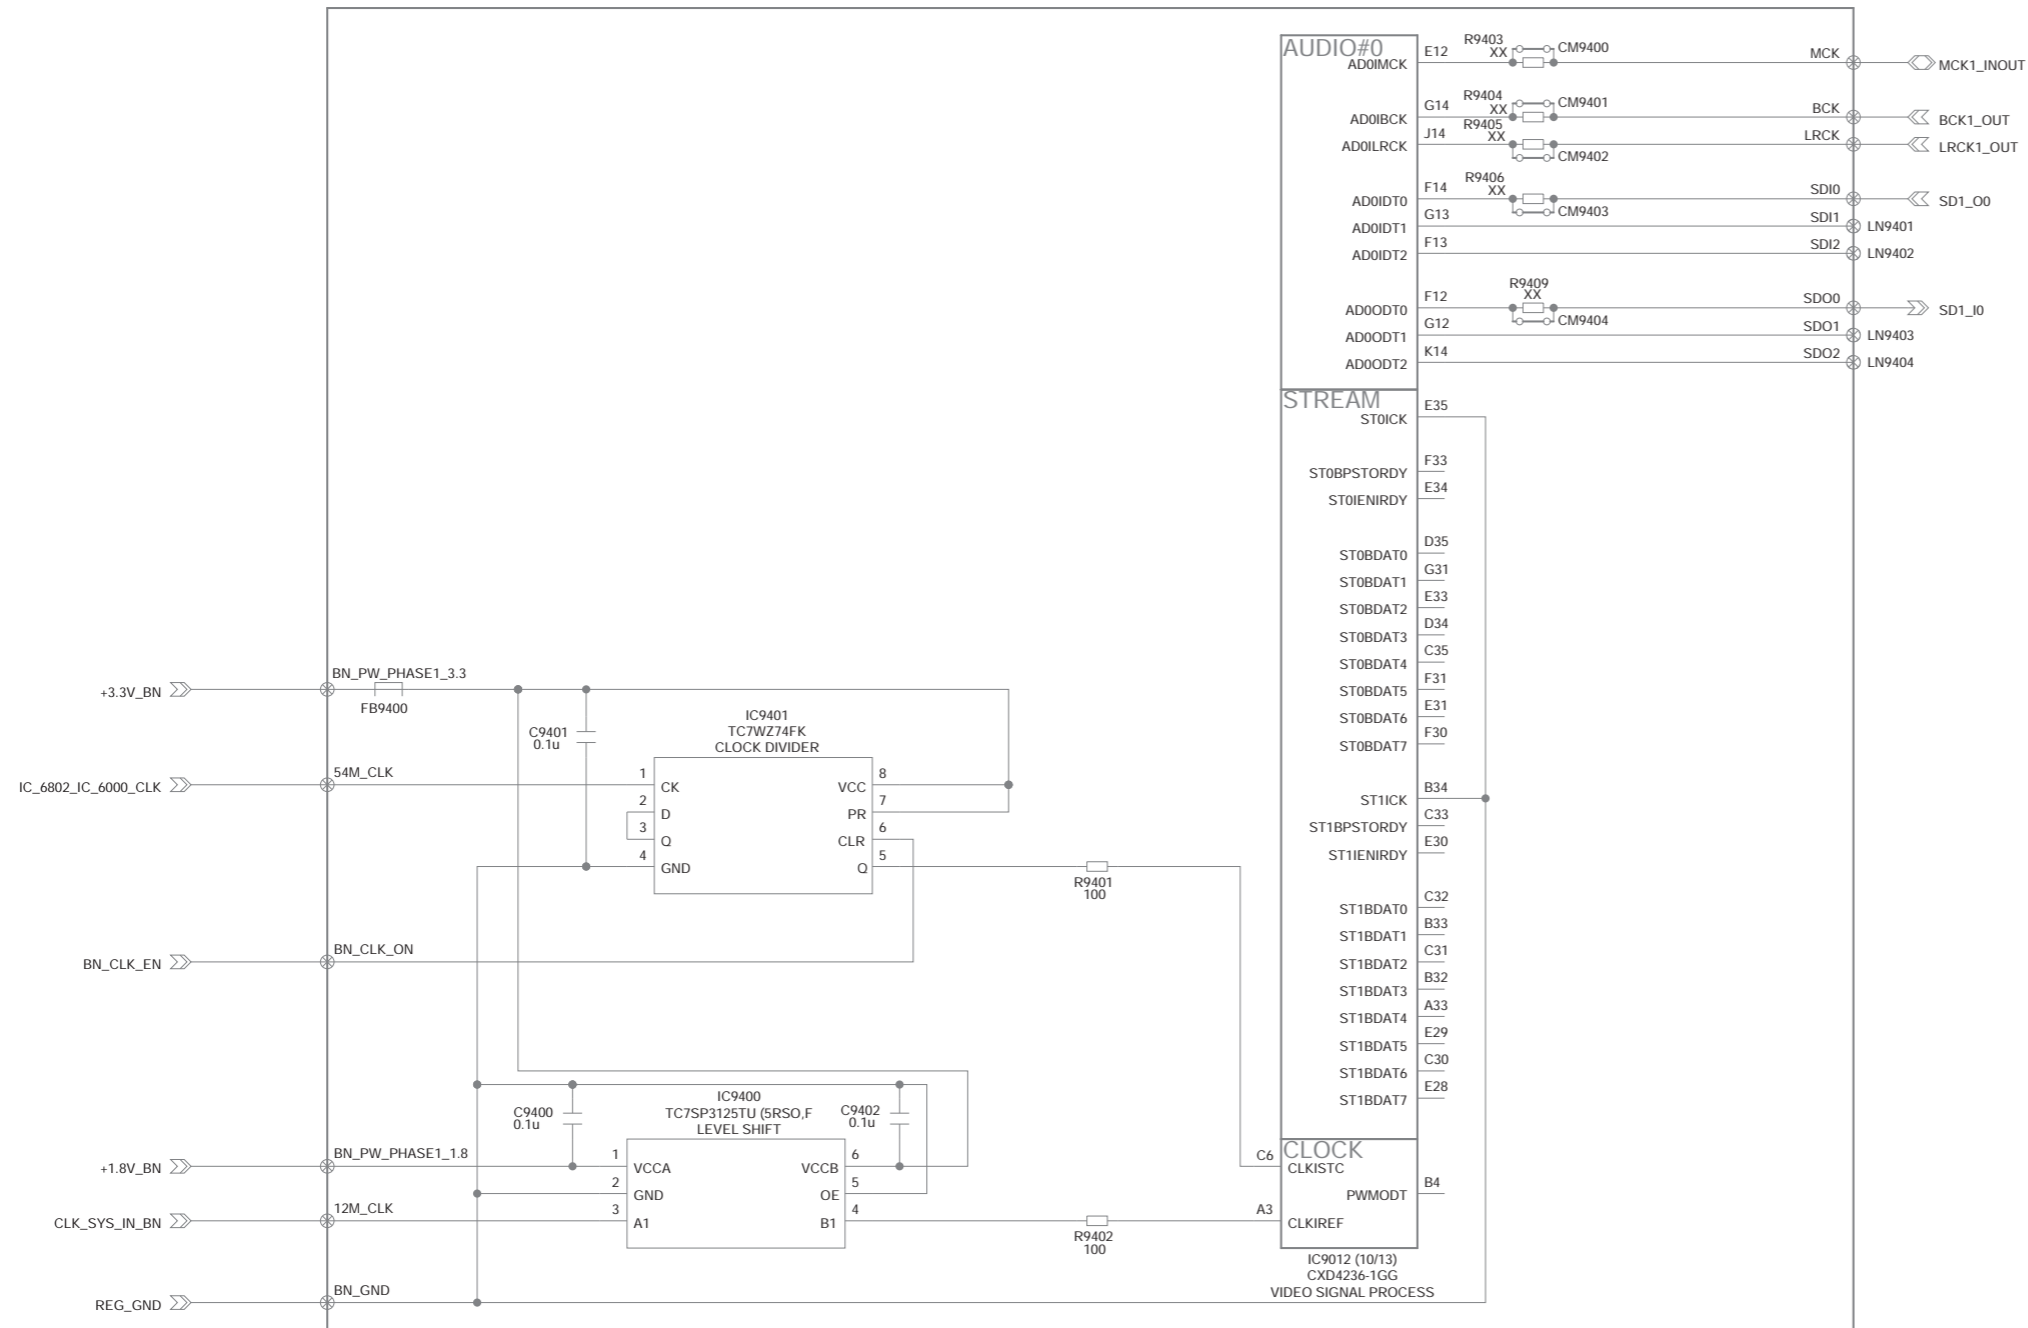 AUDIO#0
AD0IMCK
E12
R9403
XX
CM9400
MCK
MCK1_INOUT
AD0IBCK
G14
R9404
XX
CM9401
BCK
BCK1_OUT
AD0ILRCK
J14
R9405
XX
CM9402
LRCK
LRCK1_OUT
AD0IDT0
F14
R9406
XX
CM9403
SDI0
SD1_O0
AD0IDT1
G13
SDI1
LN9401
AD0IDT2
F13
SDI2
LN9402
AD0ODT0
F12
R9409
XX
CM9404
SDO0
SD1_I0
AD0ODT1
G12
SDO1
LN9403
AD0ODT2
K14
SDO2
LN9404
STREAM
ST0ICK
E35
ST0BPSTORDY
F33
ST0IENIRDY
E34
ST0BDAT0
D35
ST0BDAT1
G31
ST0BDAT2
E33
ST0BDAT3
D34
ST0BDAT4
C35
ST0BDAT5
F31
ST0BDAT6
E31
ST0BDAT7
F30
ST1ICK
B34
ST1BPSTORDY
C33
ST1IENIRDY
E30
ST1BDAT0
C32
ST1BDAT1
B33
ST1BDAT2
C31
ST1BDAT3
B32
ST1BDAT4
A33
ST1BDAT5
E29
ST1BDAT6
C30
ST1BDAT7
E28
CLOCK
C6
CLKISTC
PWMODT
B4
A3
CLKIREF
IC9012 (10/13)
CXD4236-1GG
VIDEO SIGNAL PROCESS
+3.3V_BN
BN_PW_PHASE1_3.3
FB9400
C9401
0.1u
IC9401
TC7WZ74FK
CLOCK DIVIDER
IC_6802_IC_6000_CLK
54M_CLK
1
CK
2
D
3
Q
4
GND
VCC
8
PR
7
CLR
6
Q
5
R9401
100
BN_CLK_EN
BN_CLK_ON
C9400
0.1u
IC9400
TC7SP3125TU (5RSO,F
LEVEL SHIFT
C9402
0.1u
+1.8V_BN
BN_PW_PHASE1_1.8
1
VCCA
2
GND
3
A1
VCCB
6
OE
5
B1
4
CLK_SYS_IN_BN
12M_CLK
R9402
100
REG_GND
BN_GND